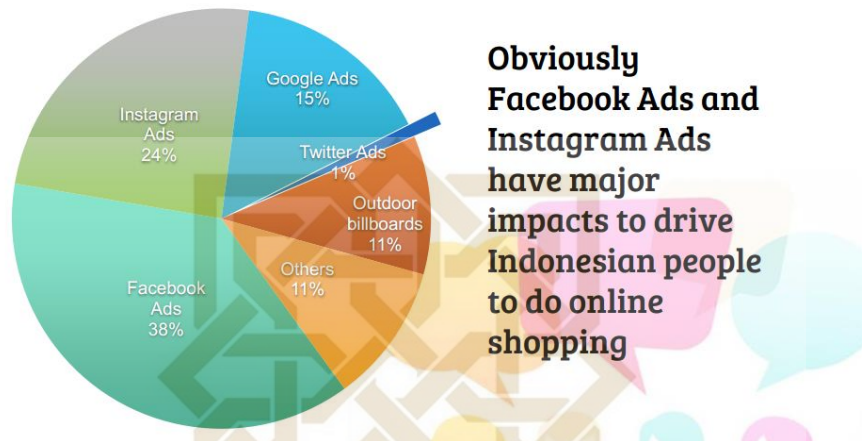 Google Ads
15%
Instagram
Ads
24%
Twitter Ads
1%
Outdoor
billboards
11%
Others
11%
Facebook
Ads
38%
Obviously
Facebook Ads and
Instagram Ads
have major
impacts to drive
Indonesian people
to do online
shopping